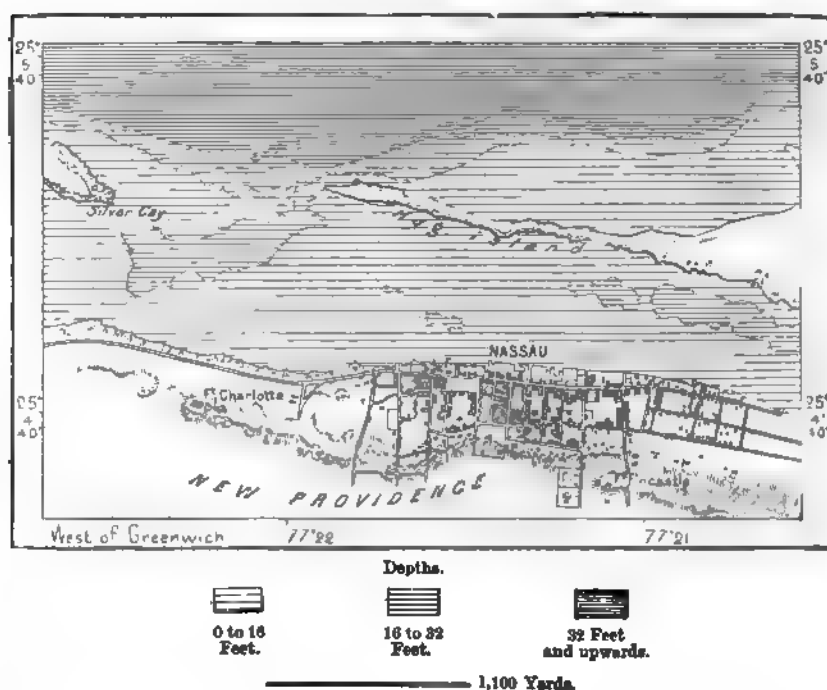 25°
5
40'
25°
5
40'
Silver Cay
Hog Island
NASSAU
Charlotte
25°
4
40'
25°
4
40'
NEW PROVIDENCE
West of Greenwich
77°22
77°21
Depths.
0 to 16
Feet.
16 to 32
Feet.
32 Feet
and upwards.
1,100 Yards.